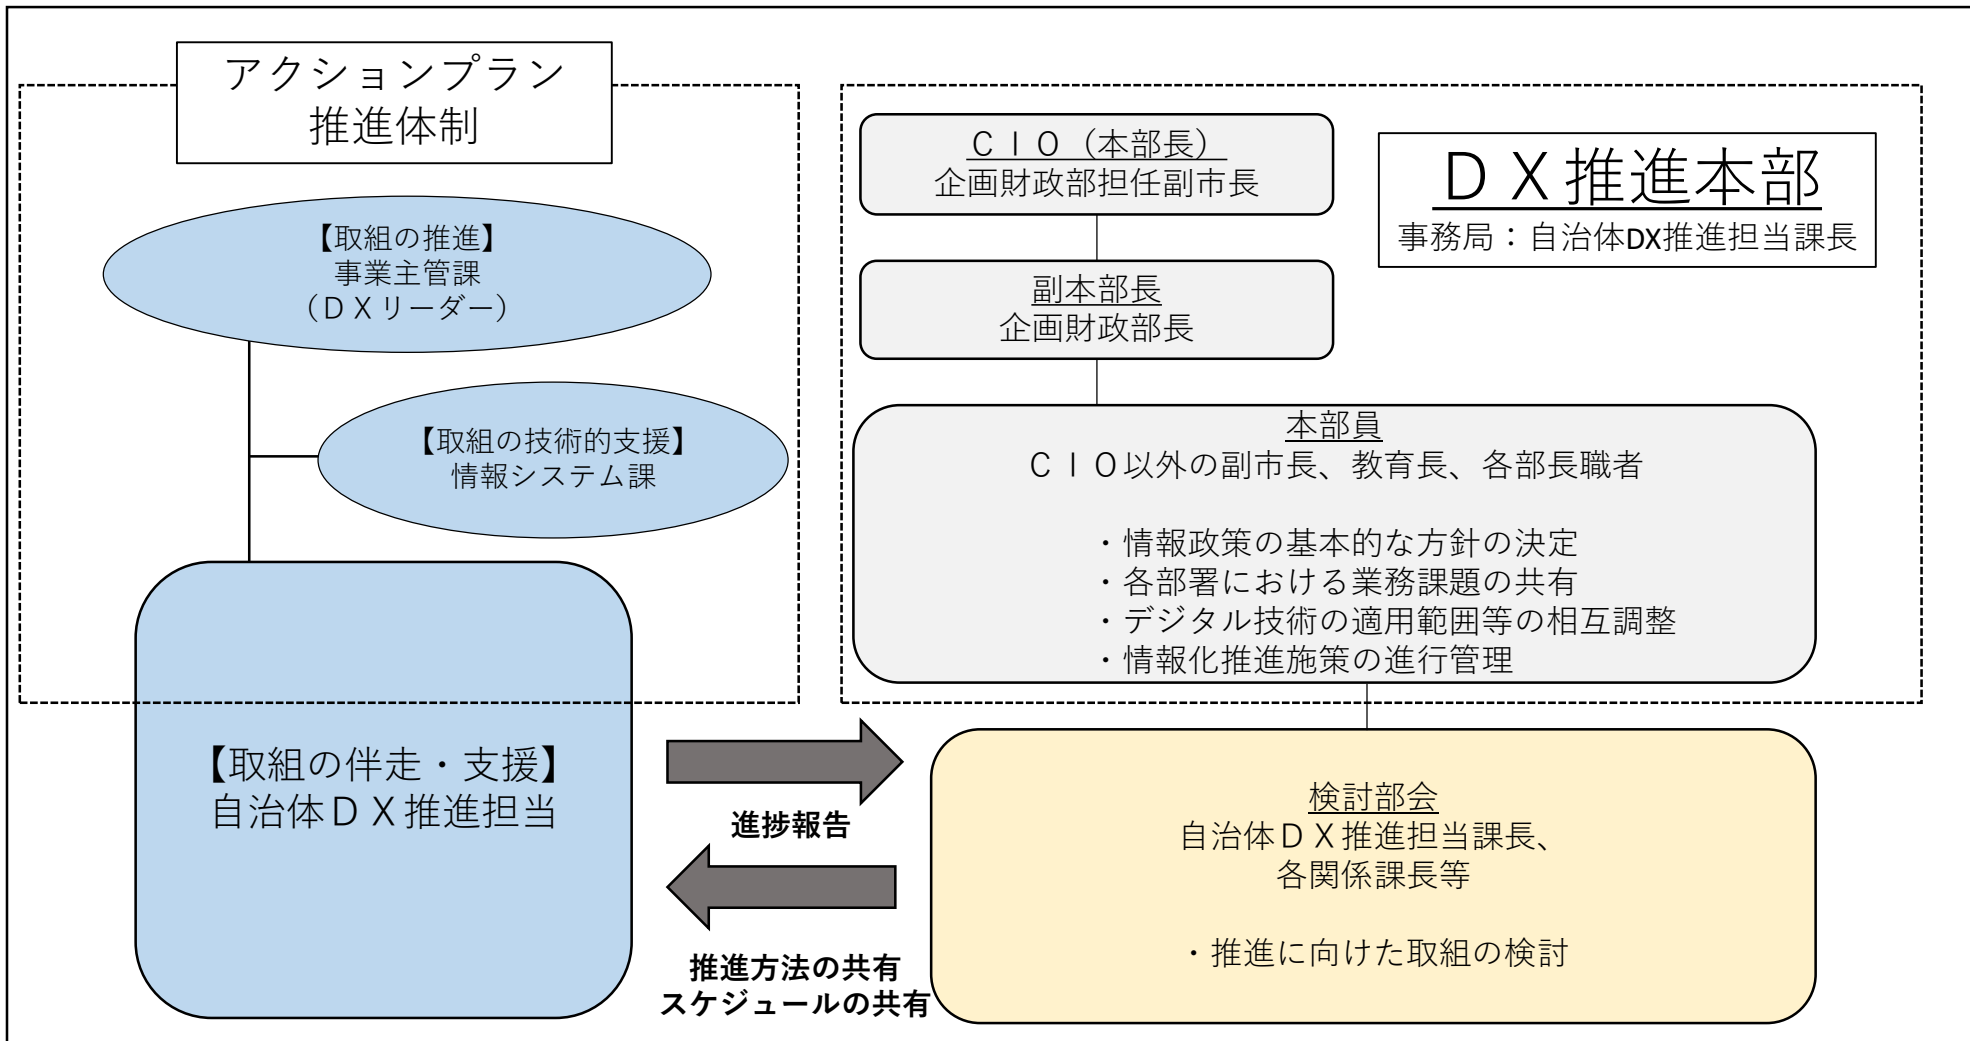 アクションプラン
推進体制
【取組の推進】
事業主管課
（ＤＸリーダー）
【取組の技術的支援】
情報システム課
【取組の伴走・支援】
自治体ＤＸ推進担当
進捗報告
推進方法の共有
スケジュールの共有
ＤＸ推進本部
事務局：自治体DX推進担当課長
ＣＩＯ（本部長）
企画財政部担任副市長
副本部長
企画財政部長
本部員
ＣＩＯ以外の副市長、教育長、各部長職者
・情報政策の基本的な方針の決定
・各部署における業務課題の共有
・デジタル技術の適用範囲等の相互調整
・情報化推進施策の進行管理
検討部会
自治体ＤＸ推進担当課長、
各関係課長等
・推進に向けた取組の検討